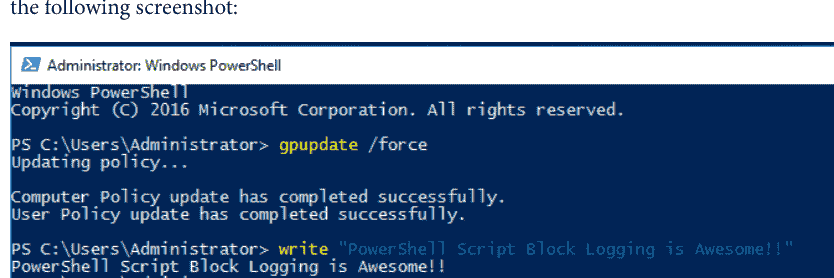 the following screenshot:
Administrator: Windows PowerShell
Windows PowerShell
Copyright (C) 2016 Microsoft Corporation. All rights reserved.
PS C:\Users\Administrator> gpupdate /force
Updating policy...
Computer Policy update has completed successfully.
User Policy update has completed successfully.
PS C:\Users\Administrator> write "PowerShell Script Block Logging is Awesome!!"
PowerShell Script Block Logging is Awesome!!